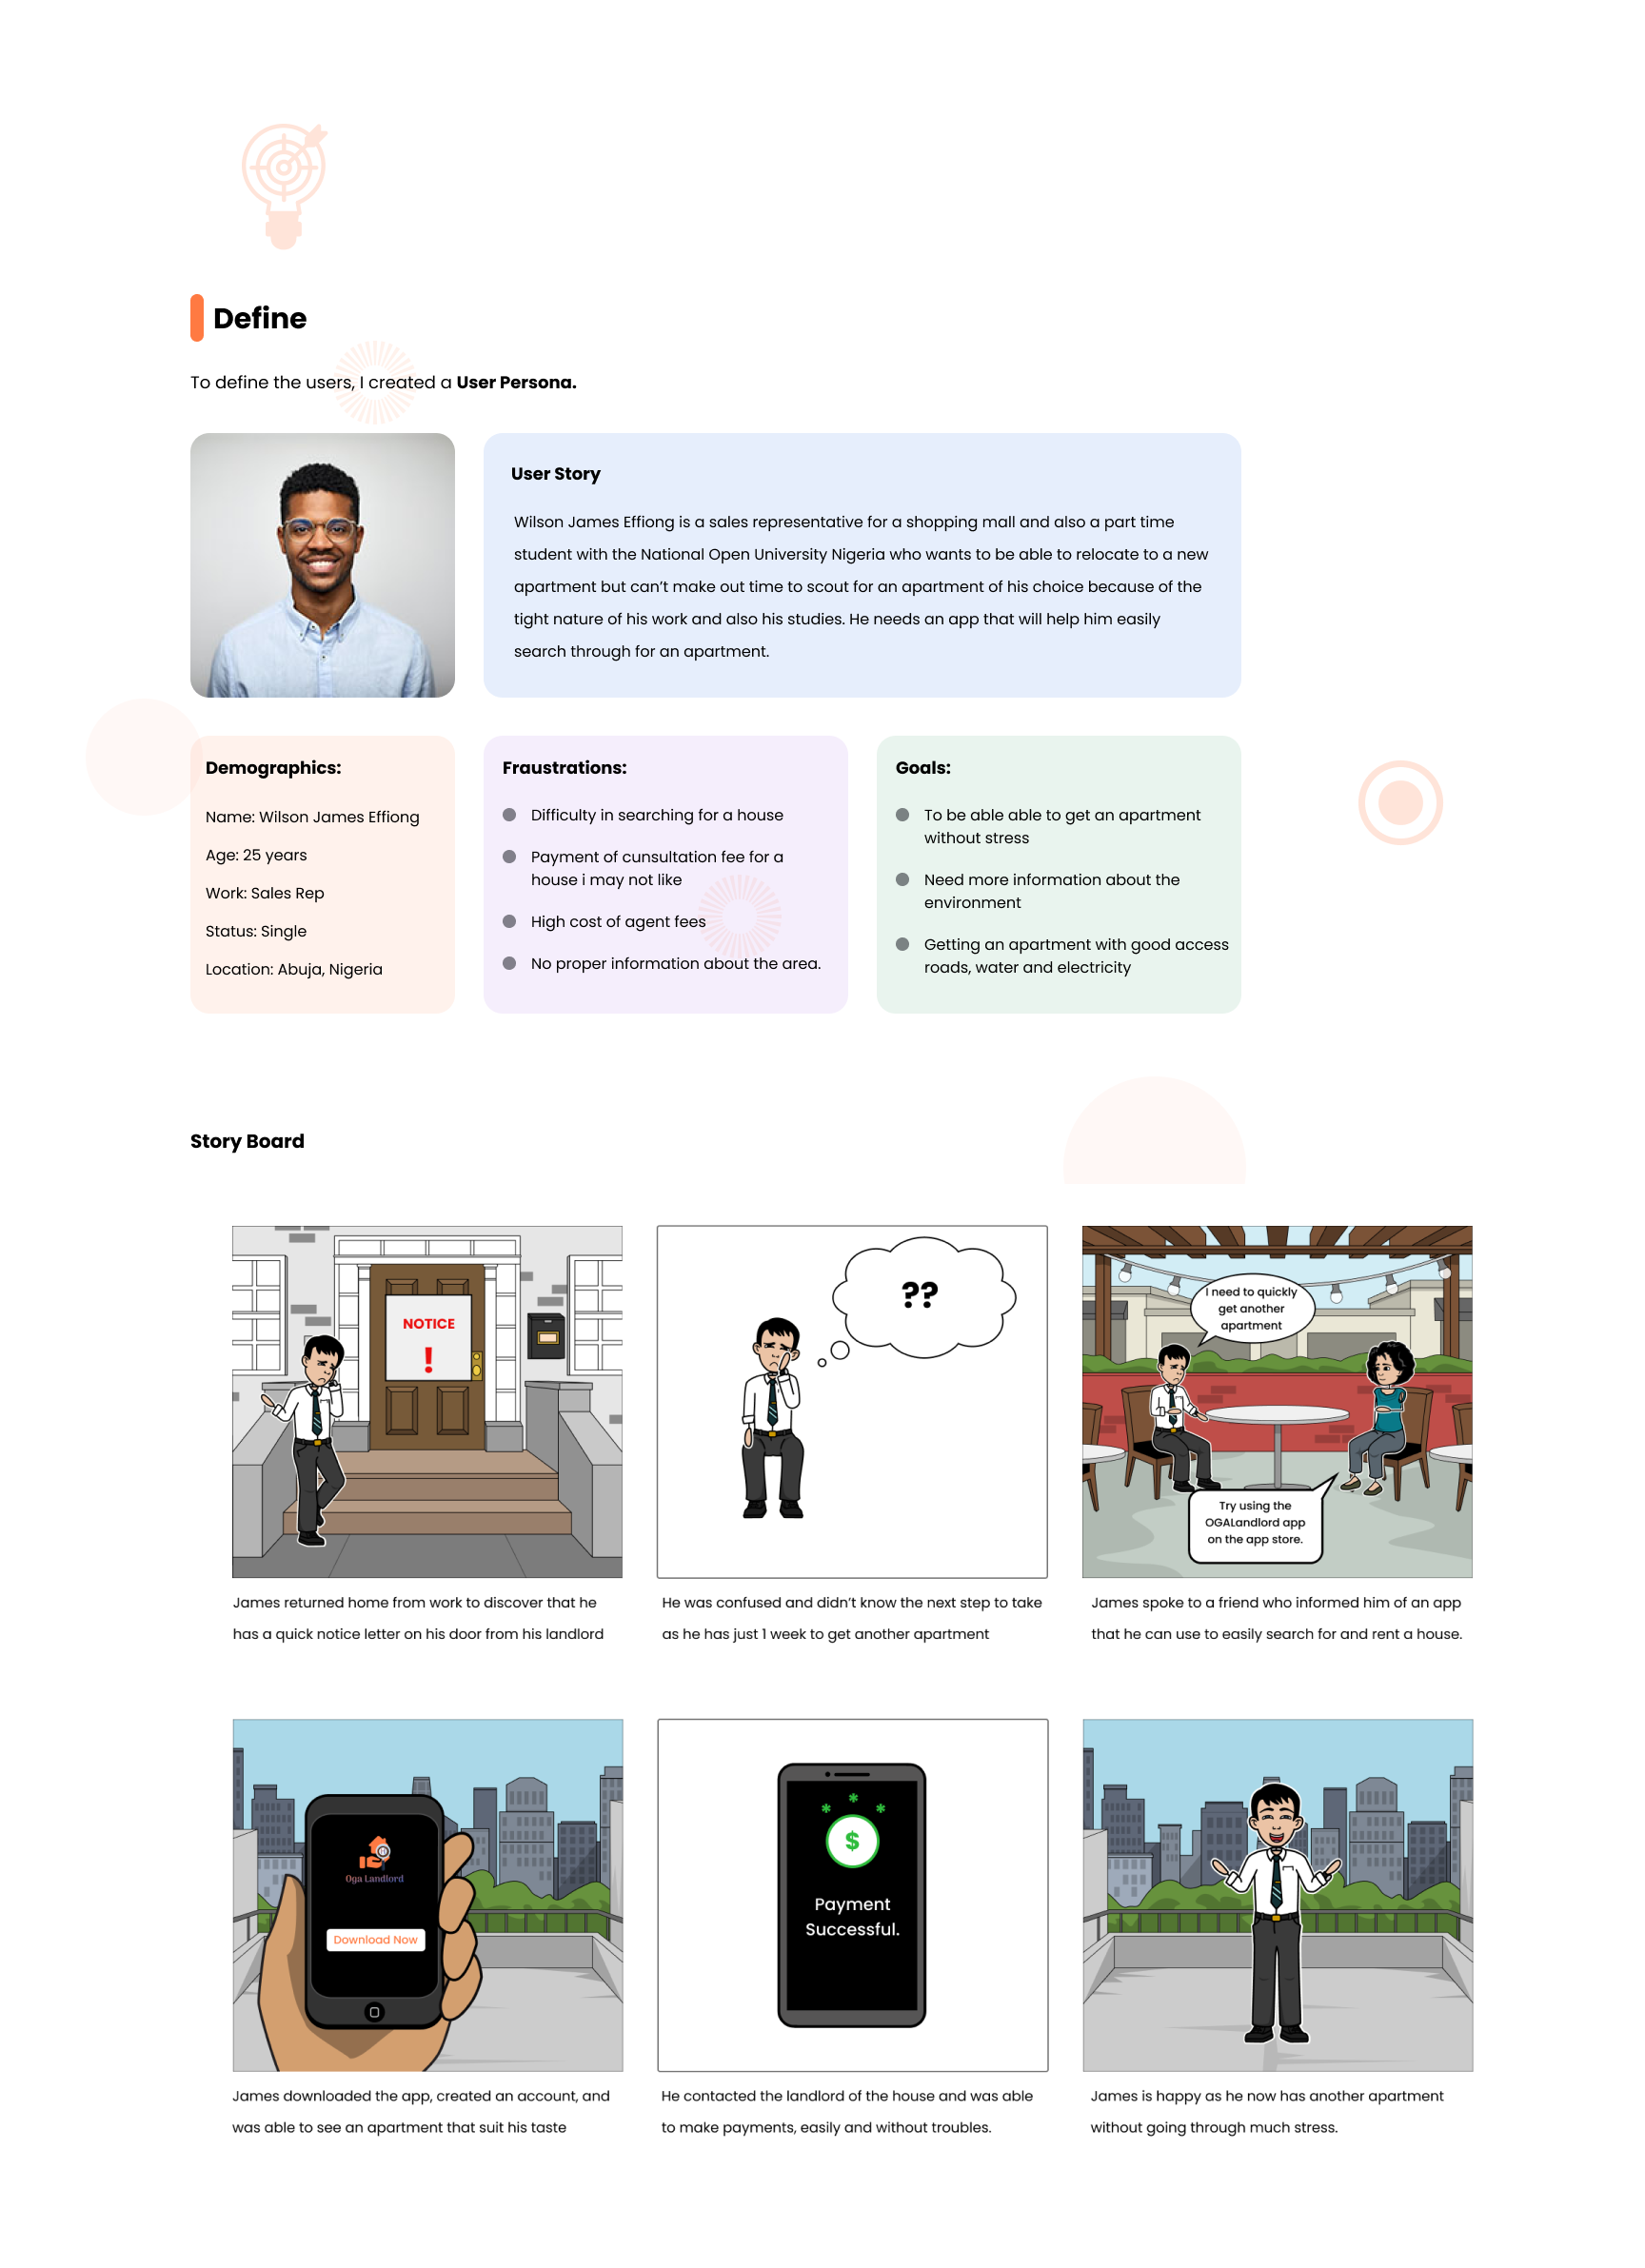 Define
To define the users, I created a User Persona.
User Story
Wilson James Effiong is a sales representative for a shopping mall and also a part time
student with the National Open University Nigeria who wants to be able to relocate to a new
apartment but can't make out time to scout for an apartment of his choice because of the
tight nature of his work and also his studies. He needs an app that will help him easily
search through for an apartment.
Demographics:
Name: Wilson James Effiong
Age: 25 years
Work: Sales Rep
Status: Single
Location: Abuja, Nigeria
Fraustrations:
Difficulty in searching for a house
Payment of cunsultation fee for a
house i may not like
High cost of agent fees
No proper information about the area.
Goals:
To be able able to get an apartment
without stress
Need more information about the
environment
Getting an apartment with good access
roads, water and electricity
Story Board
NOTICE
!
James returned home from work to discover that he
has a quick notice letter on his door from his landlord
??
He was confused and didn't know the next step to take
as he has just 1 week to get another apartment
I need to quickly
get another
apartment
Try using the
OGALandlord app
on the app store.
James spoke to a friend who informed him of an app
that he can use to easily search for and rent a house.
Oga Landlord
Download Now
James downloaded the app, created an account, and
was able to see an apartment that suit his taste
* * *
$
Payment
Successful.
He contacted the landlord of the house and was able
to make payments, easily and without troubles.
James is happy as he now has another apartment
without going through much stress.